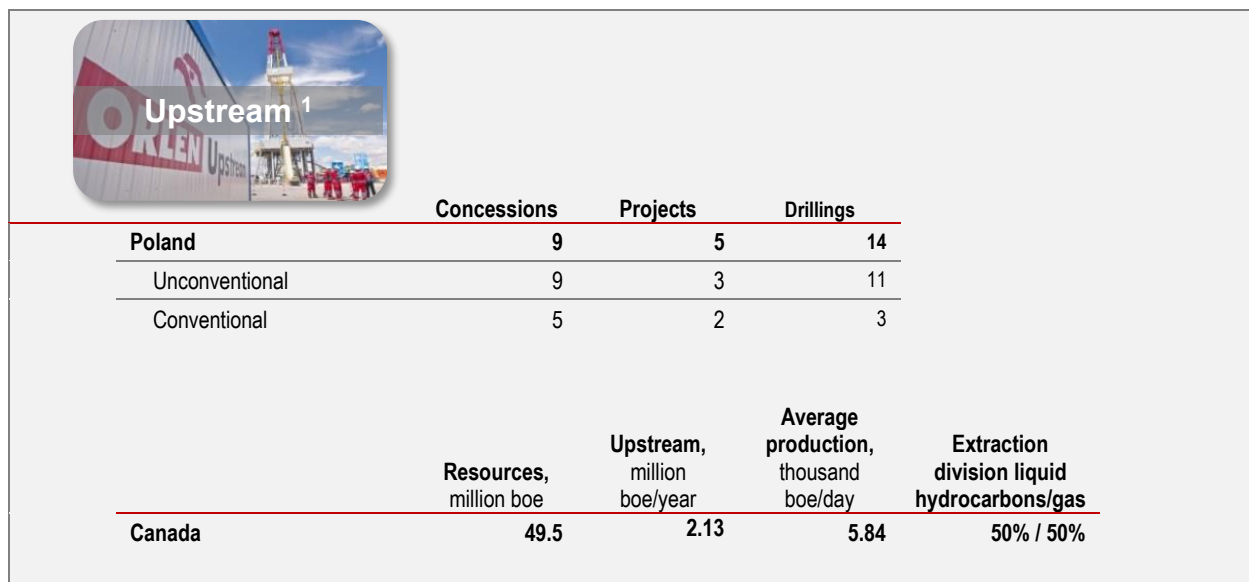 ORLEN Upstream
Upstream 1
Concessions Projects Drillings
Poland 9 5 14
Unconventional 9 3 11
Conventional 5 2 3
Average
Upstream, production, Extraction
Resources, million thousand division liquid
million boe boe/year boe/day hydrocarbons/gas
Canada 49.5 2.13 5.84 50% / 50%